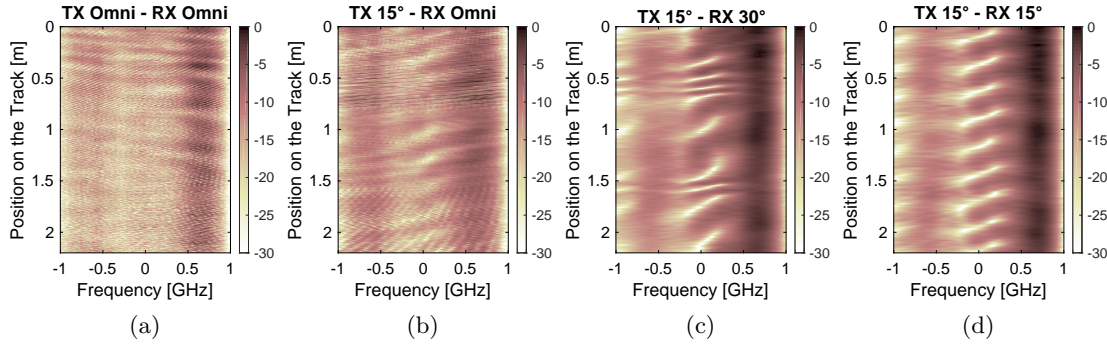 TX Omni - RX Omni
Position on the Track [m]
0
0.5
1
1.5
2
-1 -0.5 0 0.5 1
Frequency [GHz]
0
-5
-10
-15
-20
-25
-30
(a)
TX 15° - RX Omni
Position on the Track [m]
0
0.5
1
1.5
2
-1 -0.5 0 0.5 1
Frequency [GHz]
0
-5
-10
-15
-20
-25
-30
(b)
TX 15° - RX 30°
Position on the Track [m]
0
0.5
1
1.5
2
-1 -0.5 0 0.5 1
Frequency [GHz]
0
-5
-10
-15
-20
-25
-30
(c)
TX 15° - RX 15°
Position on the Track [m]
0
0.5
1
1.5
2
-1 -0.5 0 0.5 1
Frequency [GHz]
0
-5
-10
-15
-20
-25
-30
(d)